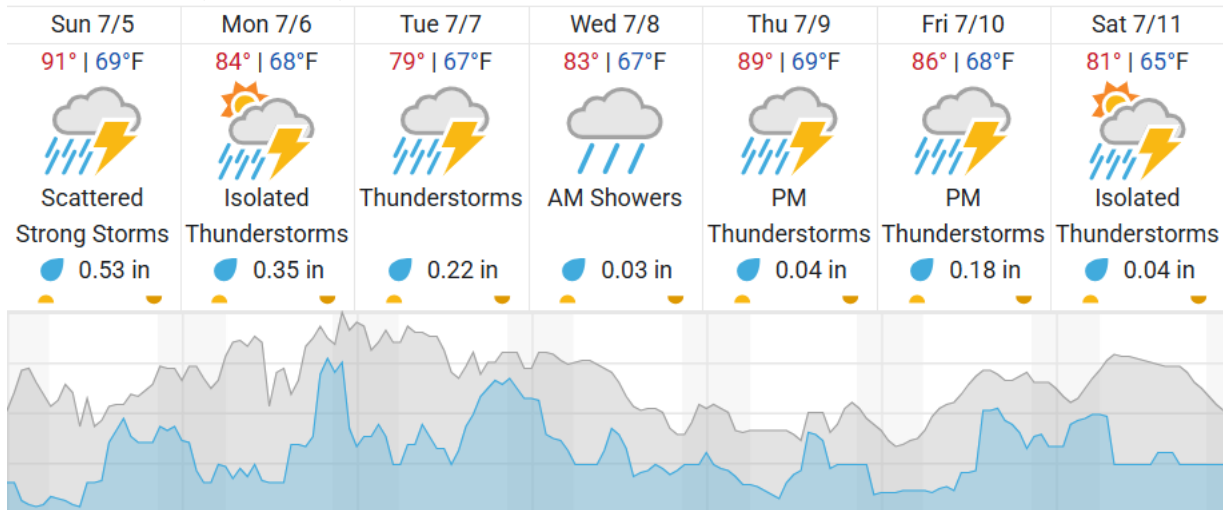 Sun 7/5 Mon 7/6 Tue 7/7 Wed 7/8 Thu 7/9 Fri 7/10 Sat 7/11
91° | 69°F 84° | 68°F 79° | 67°F 83° | 67°F 89° | 69°F 86° | 68°F 81° | 65°F
Scattered Isolated Thunderstorms AM Showers PM PM Isolated
Strong Storms Thunderstorms Thunderstorms Thunderstorms Thunderstorms
0.53 in 0.35 in 0.22 in 0.03 in 0.04 in 0.18 in 0.04 in